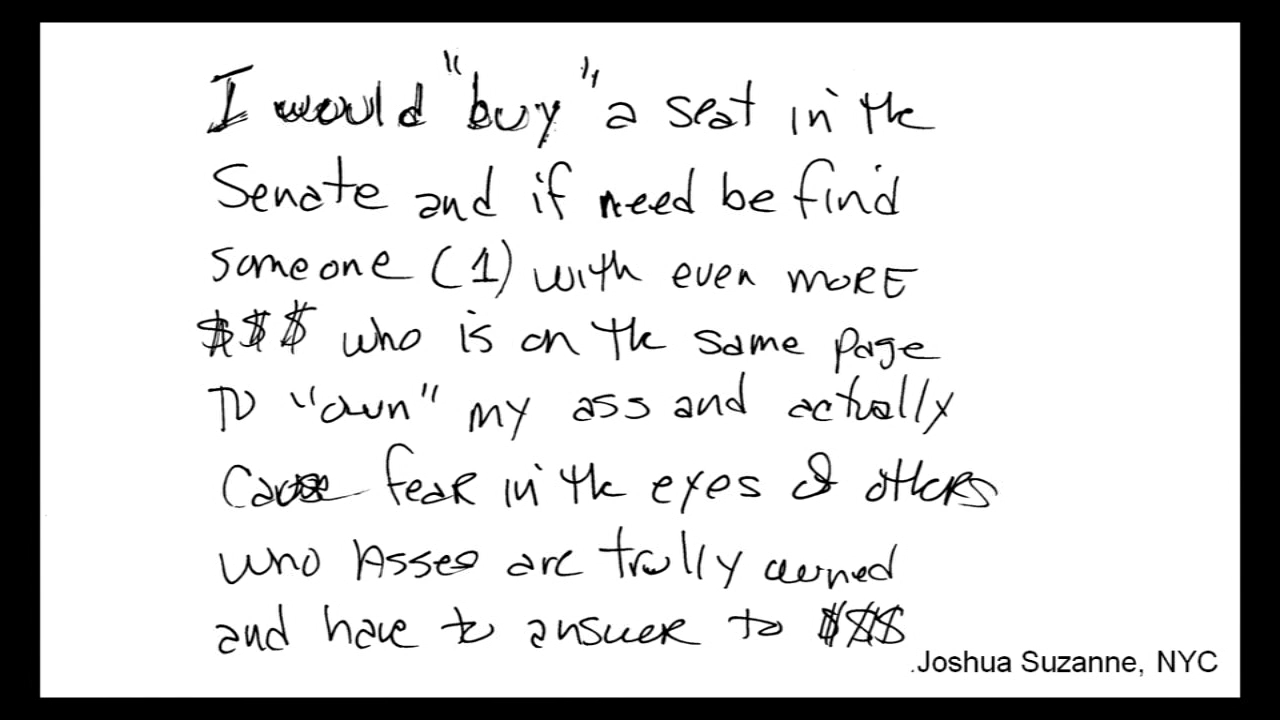 I would "buy" a seat in the
Senate and if need be find
someone (1) with even MORE
$$$ who is on the same page
TO "own" my ass and actually
Cause fear in the eyes of others
who Asses are trully owned
and have to answer to $$$
.Joshua Suzanne, NYC